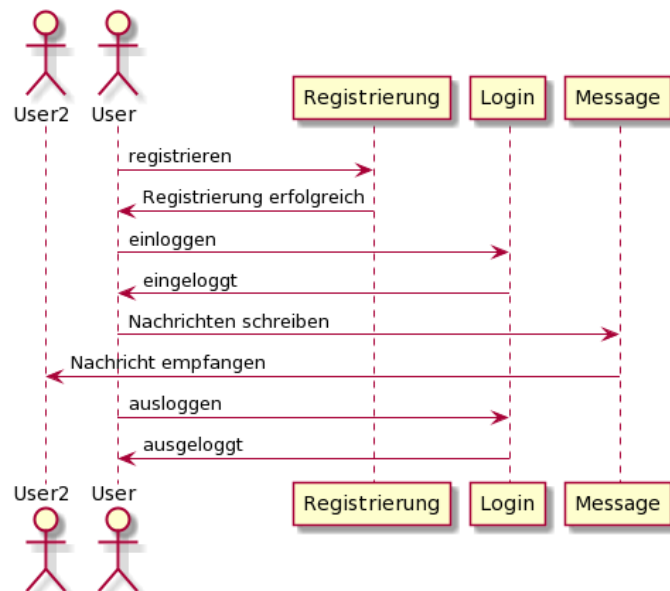 User2
User
Registrierung
Login
Message
registrieren
Registrierung erfolgreich
einloggen
eingeloggt
Nachrichten schreiben
Nachricht empfangen
ausloggen
ausgeloggt
User2
User
Registrierung
Login
Message